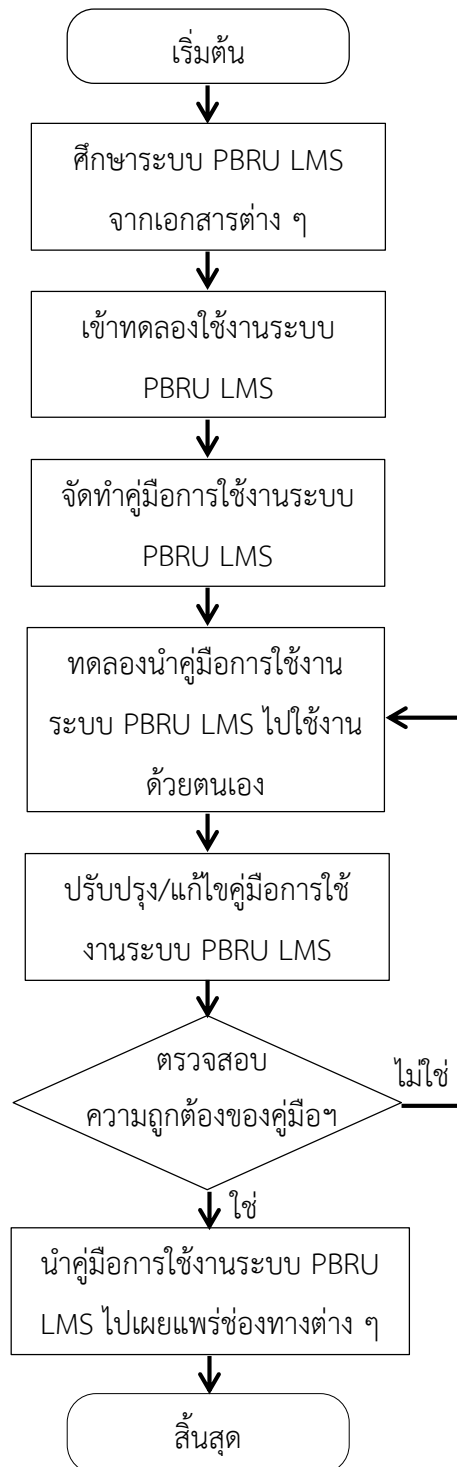 เริ่มต้น
ศึกษาระบบ PBRU LMS
จากเอกสารต่าง ๆ
เข้าทดลองใช้งานระบบ
PBRU LMS
จัดทำคู่มือการใช้งานระบบ
PBRU LMS
ทดลองนำคู่มือการใช้งาน
ระบบ PBRU LMS ไปใช้งาน
ด้วยตนเอง
ปรับปรุง/แก้ไขคู่มือการใช้
งานระบบ PBRU LMS
ตรวจสอบ
ความถูกต้องของคู่มือฯ
ไม่ใช่
ใช่
นำคู่มือการใช้งานระบบ PBRU
LMS ไปเผยแพร่ช่องทางต่าง ๆ
สิ้นสุด